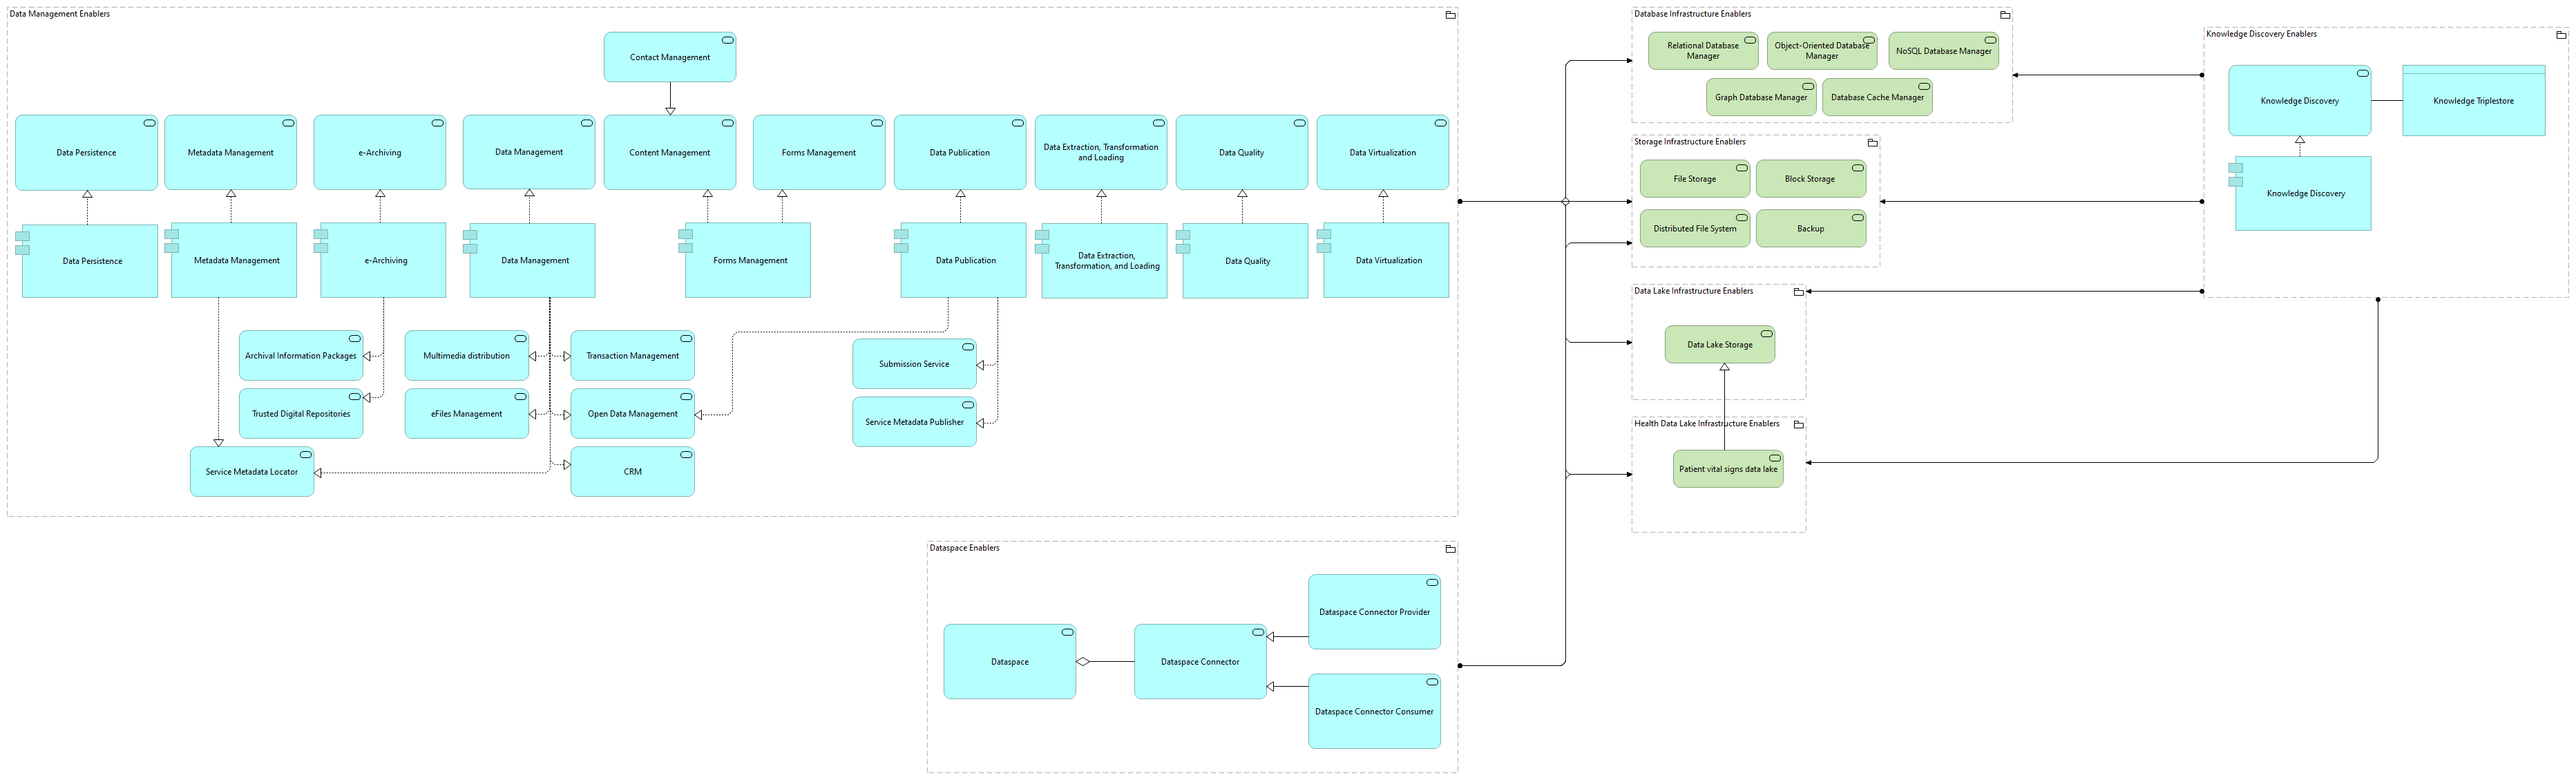 Data Management Enablers
Contact Management
Data Persistence
Metadata Management
e-Archiving
Data Management
Content Management
Forms Management
Data Publication
Data Extraction, Transformation
and Loading
Data Quality
Data Virtualization
Data Persistence
Metadata Management
e-Archiving
Data Management
Forms Management
Data Publication
Data Extraction,
Transformation, and Loading
Data Quality
Data Virtualization
Archival Information Packages
Multimedia distribution
Transaction Management
Submission Service
Trusted Digital Repositories
eFiles Management
Open Data Management
Service Metadata Publisher
Service Metadata Locator
CRM
Dataspace Enablers
Dataspace
Dataspace Connector
Dataspace Connector Provider
Dataspace Connector Consumer
Database Infrastructure Enablers
Relational Database
Manager
Object-Oriented Database
Manager
NoSQL Database Manager
Graph Database Manager
Database Cache Manager
Storage Infrastructure Enablers
File Storage
Block Storage
Distributed File System
Backup
Data Lake Infrastructure Enablers
Data Lake Storage
Health Data Lake Infrastructure Enablers
Patient vital signs data lake
Knowledge Discovery Enablers
Knowledge Discovery
Knowledge Triplestore
Knowledge Discovery